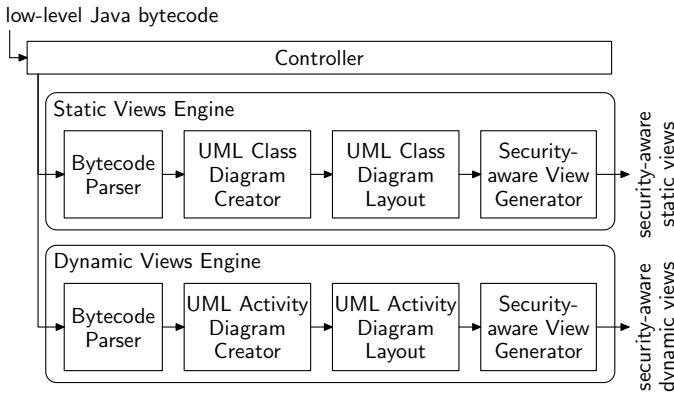 low-level Java bytecode
Controller
Static Views Engine
Bytecode
Parser
UML Class
Diagram
Creator
UML Class
Diagram
Layout
Security-
aware View
Generator
security-aware
static views
Dynamic Views Engine
Bytecode
Parser
UML Activity
Diagram
Creator
UML Activity
Diagram
Layout
Security-
aware View
Generator
security-aware
dynamic views